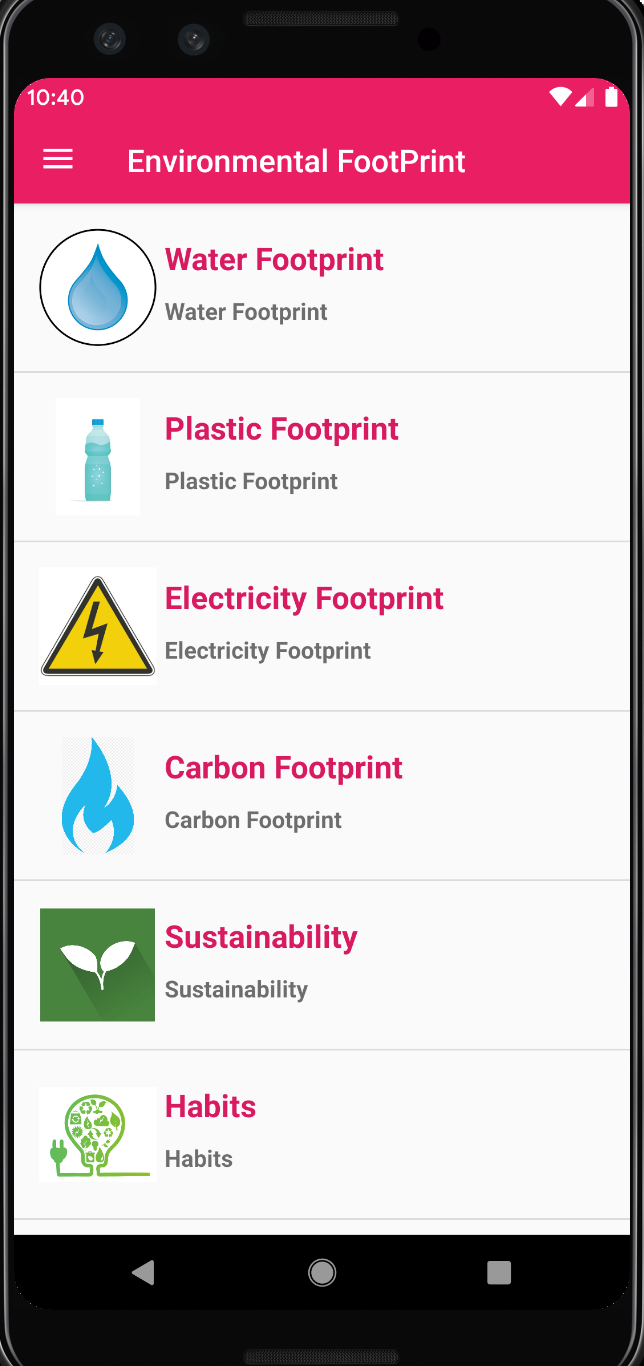 10:40
Environmental FootPrint
Water Footprint
Water Footprint
Plastic Footprint
Plastic Footprint
Electricity Footprint
Electricity Footprint
Carbon Footprint
Carbon Footprint
Sustainability
Sustainability
Habits
Habits